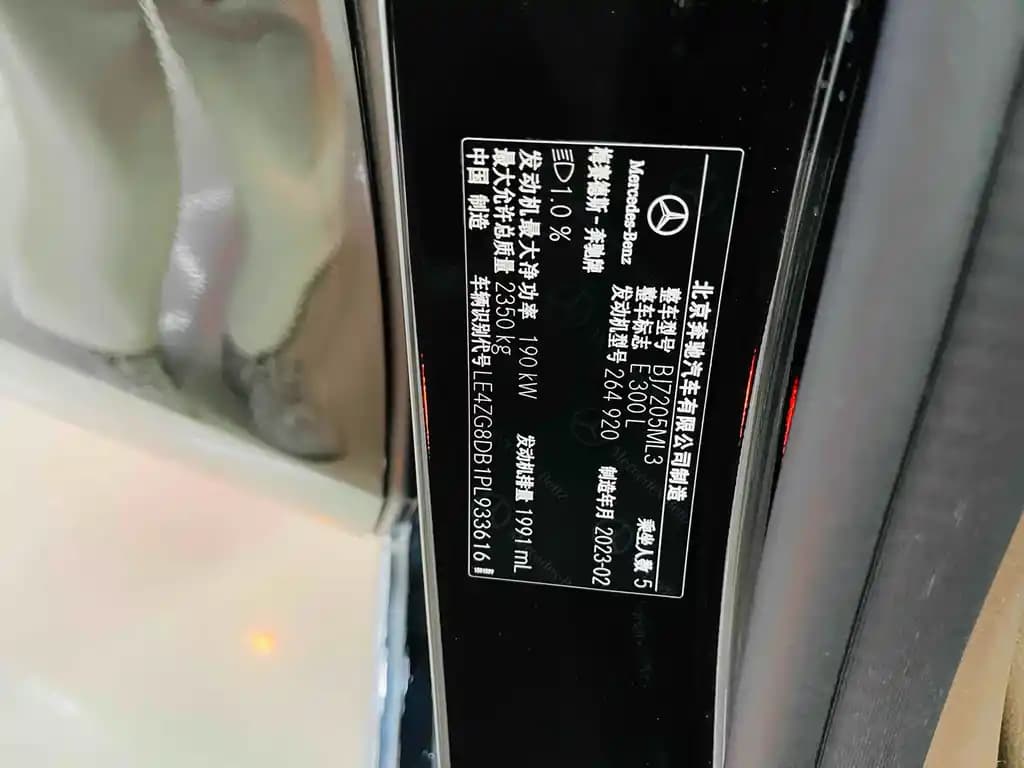 北京奔驰汽车有限公司制造
Mercedes-Benz
梅赛德斯-奔驰牌
整车型号 BJ7205ML3
整车标志 E 300 L 乘坐人数 5
发动机型号 264 920 制造年月 2023-02
1.0 %
发动机最大净功率 190 kW 发动机排量 1991 mL
最大允许总质量 2350 kg
中国 制造 车辆识别代号 LE4ZG8DB1PL933616